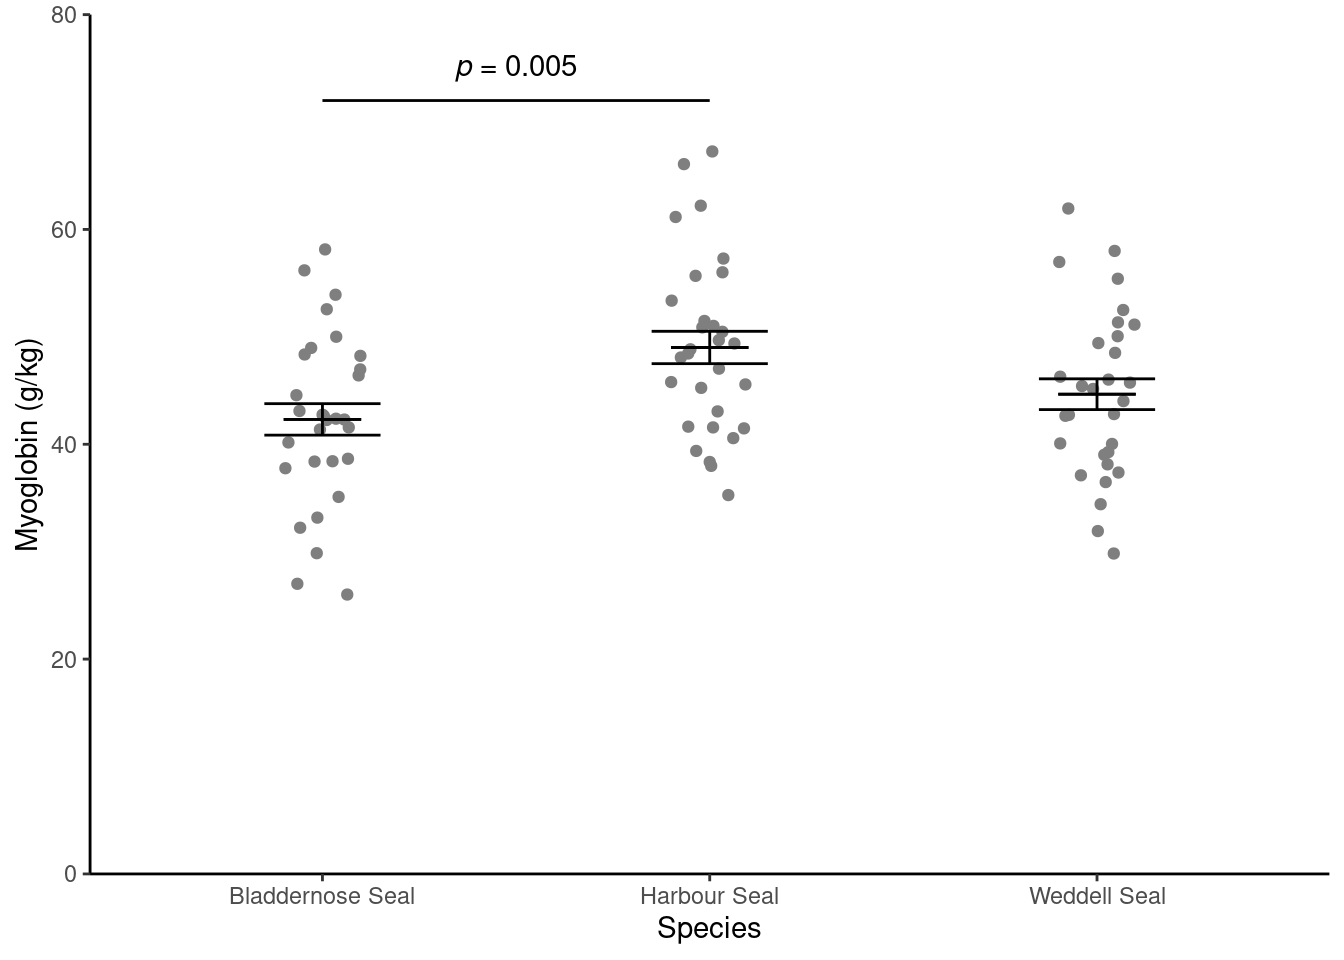 80
p = 0.005
60
40
20
0
Myoglobin (g/kg)
Bladdernose Seal
Harbour Seal
Weddell Seal
Species